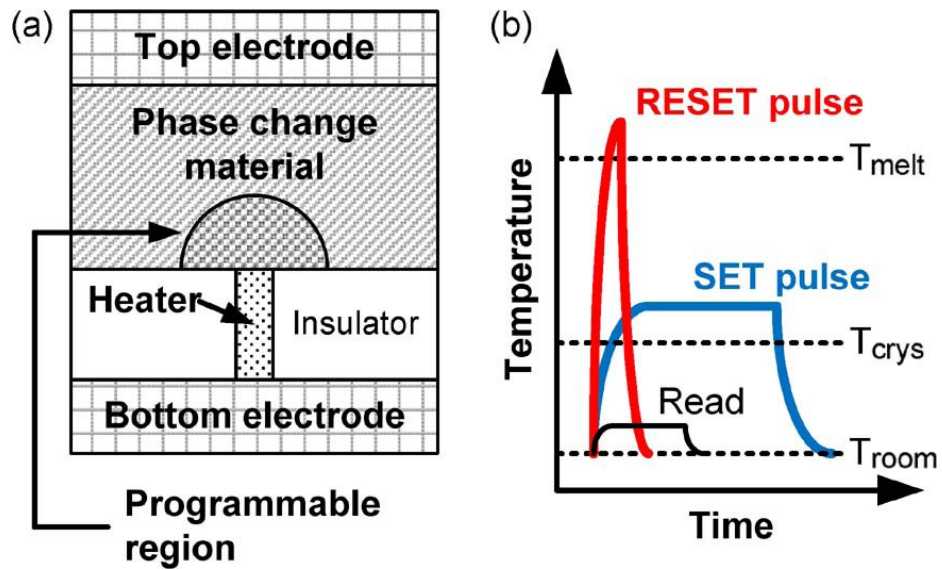 (a)
Top electrode
Phase change
material
Heater
Insulator
Bottom electrode
Programmable
region
(b)
RESET pulse
Tmelt
SET pulse
Tcrys
Read
Troom
Temperature
Time